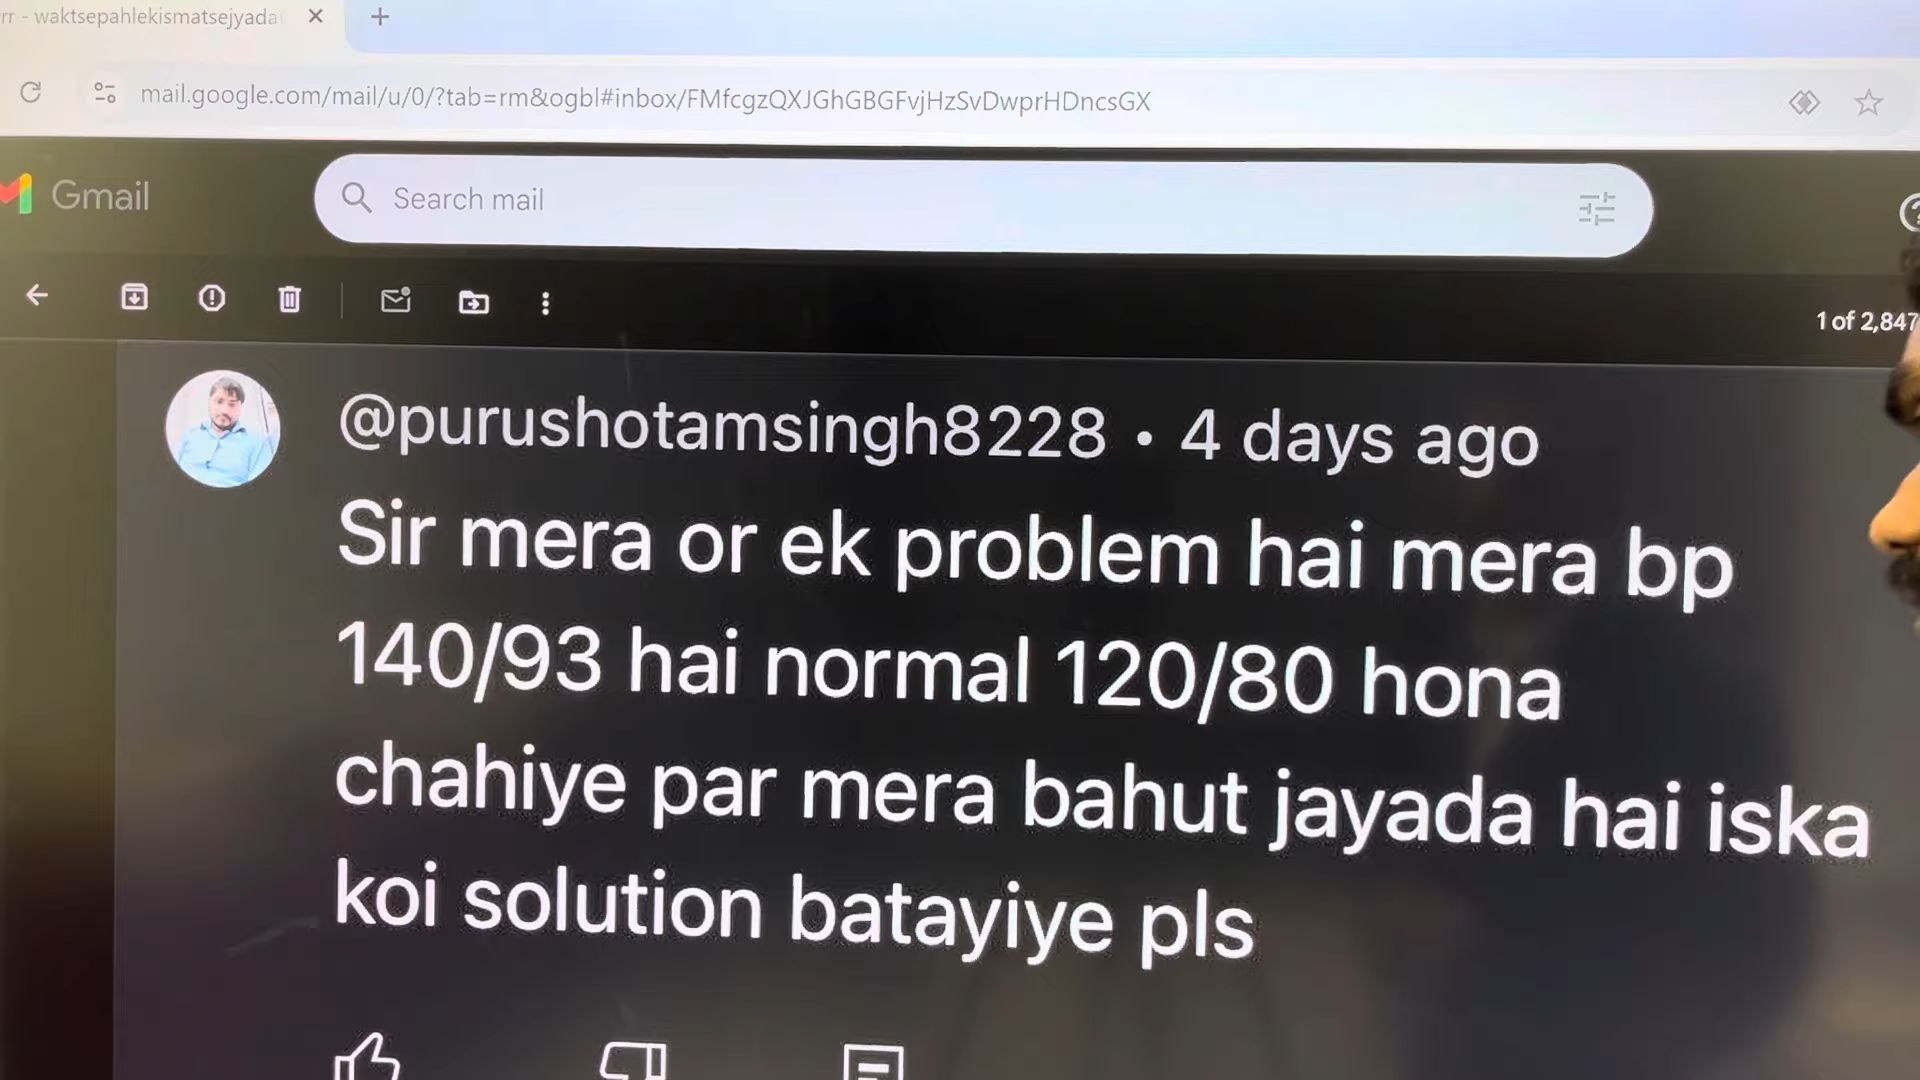 rr - waktsepahlekismatsejyada
mail.google.com/mail/u/0/?tab=rm&ogbl#inbox/FMfcgzQXJGhGBGFvjHzSvDwprHDncsGX
Gmail
Search mail
1 of 2,847
@purushotamsingh8228 • 4 days ago
Sir mera or ek problem hai mera bp
140/93 hai normal 120/80 hona
chahiye par mera bahut jayada hai iska
koi solution batayiye pls